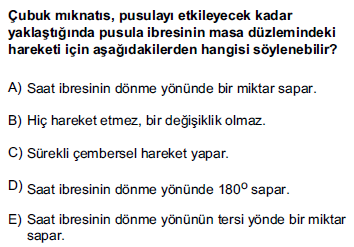 Çubuk mıknatıs, pusulayı etkileyecek kadar
yaklaştığında pusula ibresinin masa düzlemindeki
hareketi için aşağıdakilerden hangisi söylenebilir?
A) Saat ibresinin dönme yönünde bir miktar sapar.
B) Hiç hareket etmez, bir değişiklik olmaz.
C) Sürekli çembersel hareket yapar.
D) Saat ibresinin dönme yönünde 180º sapar.
E) Saat ibresinin dönme yönünün tersi yönde bir miktar
sapar.